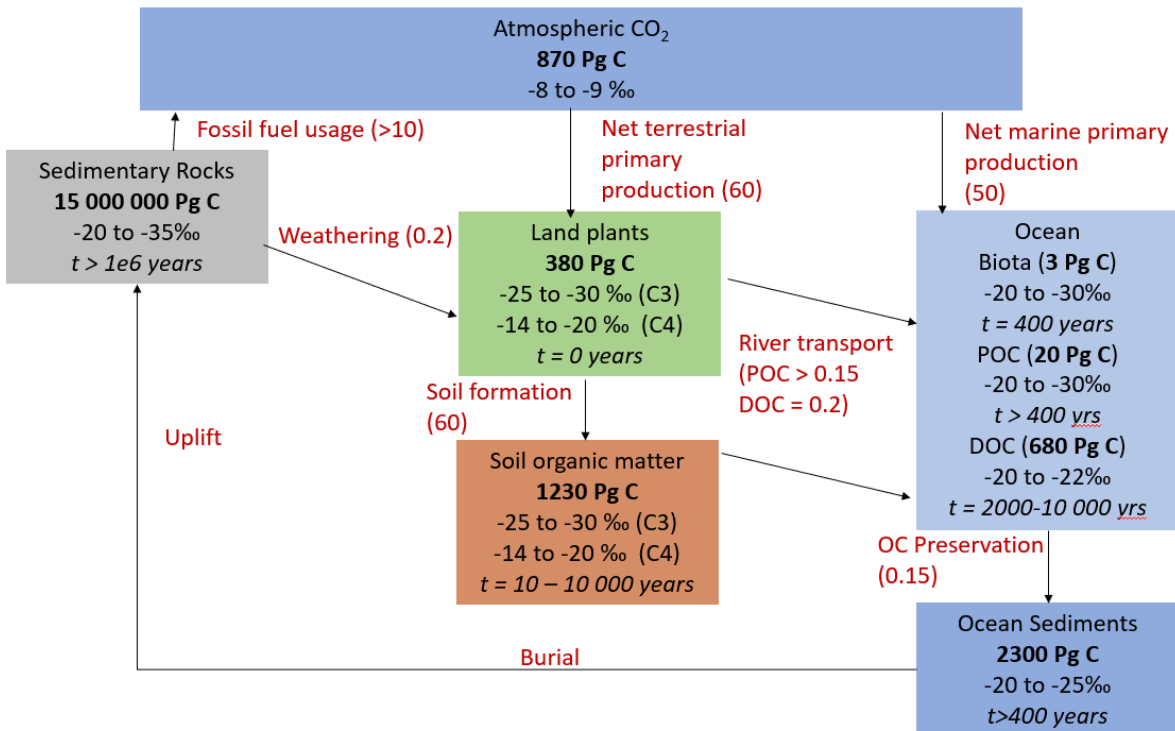 Atmospheric CO₂
870 Pg C
-8 to -9 ‰
Fossil fuel usage (>10)
Net terrestrial
primary
production (60)
Net marine primary
production
(50)
Sedimentary Rocks
15 000 000 Pg C
-20 to -35‰
t > 1e6 years
Weathering (0.2)
Land plants
380 Pg C
-25 to -30 ‰ (C3)
-14 to -20 ‰ (C4)
t = 0 years
Ocean
Biota (3 Pg C)
-20 to -30‰
t = 400 years
POC (20 Pg C)
-20 to -30‰
t > 400 yrs
DOC (680 Pg C)
-20 to -22‰
t = 2000-10 000 yrs
River transport
(POC > 0.15
DOC = 0.2)
Soil formation
(60)
Uplift
Soil organic matter
1230 Pg C
-25 to -30 ‰ (C3)
-14 to -20 ‰ (C4)
t = 10 – 10 000 years
OC Preservation
(0.15)
Ocean Sediments
2300 Pg C
-20 to -25‰
t>400 years
Burial